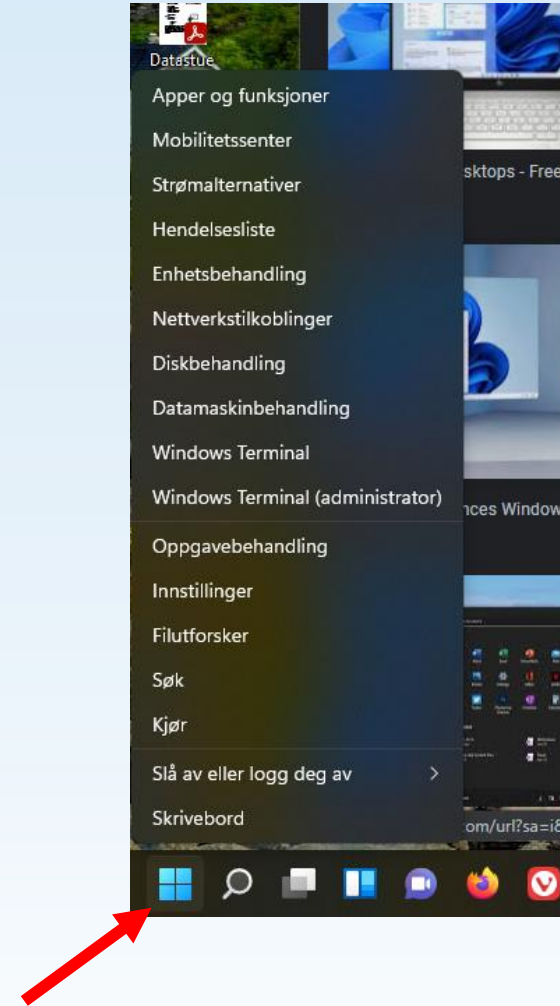 Datastue
Apper og funksjoner
Mobilitetssenter
sktops - Free
Strømalternativer
Hendelsesliste
Enhetsbehandling
Nettverkstilkoblinger
Diskbehandling
Datamaskinbehandling
Windows Terminal
Windows Terminal (administrator)
nces Window
Oppgavebehandling
Innstillinger
Filutforsker
Søk
Kjør
Slå av eller logg deg av
Skrivebord
om/url?sa=i&